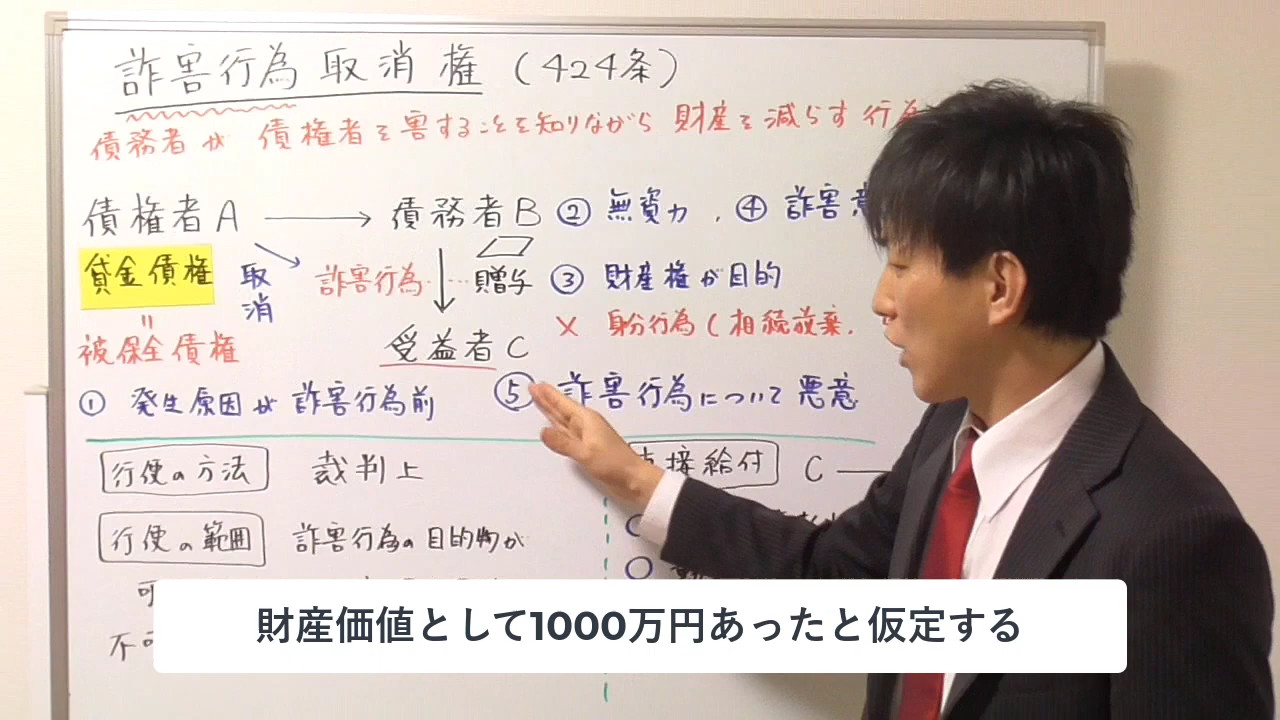 詐害行為取消権（424条）
債務者が債権者を害することを知りながら財産を減らす行為
債権者A → 債務者B ②無資力．④詐害意
貸金債権 取消 詐害行為……贈与 ③財産権が目的
= 被保全債権 受益者C × 身分行為（相続放棄．
①発生原因が詐害行為前 ⑤詐害行為について悪意
行使の方法 裁判上 直接給付 C
行使の範囲 詐害行為の目的物が
可
不可
財産価値として1000万円あったと仮定する